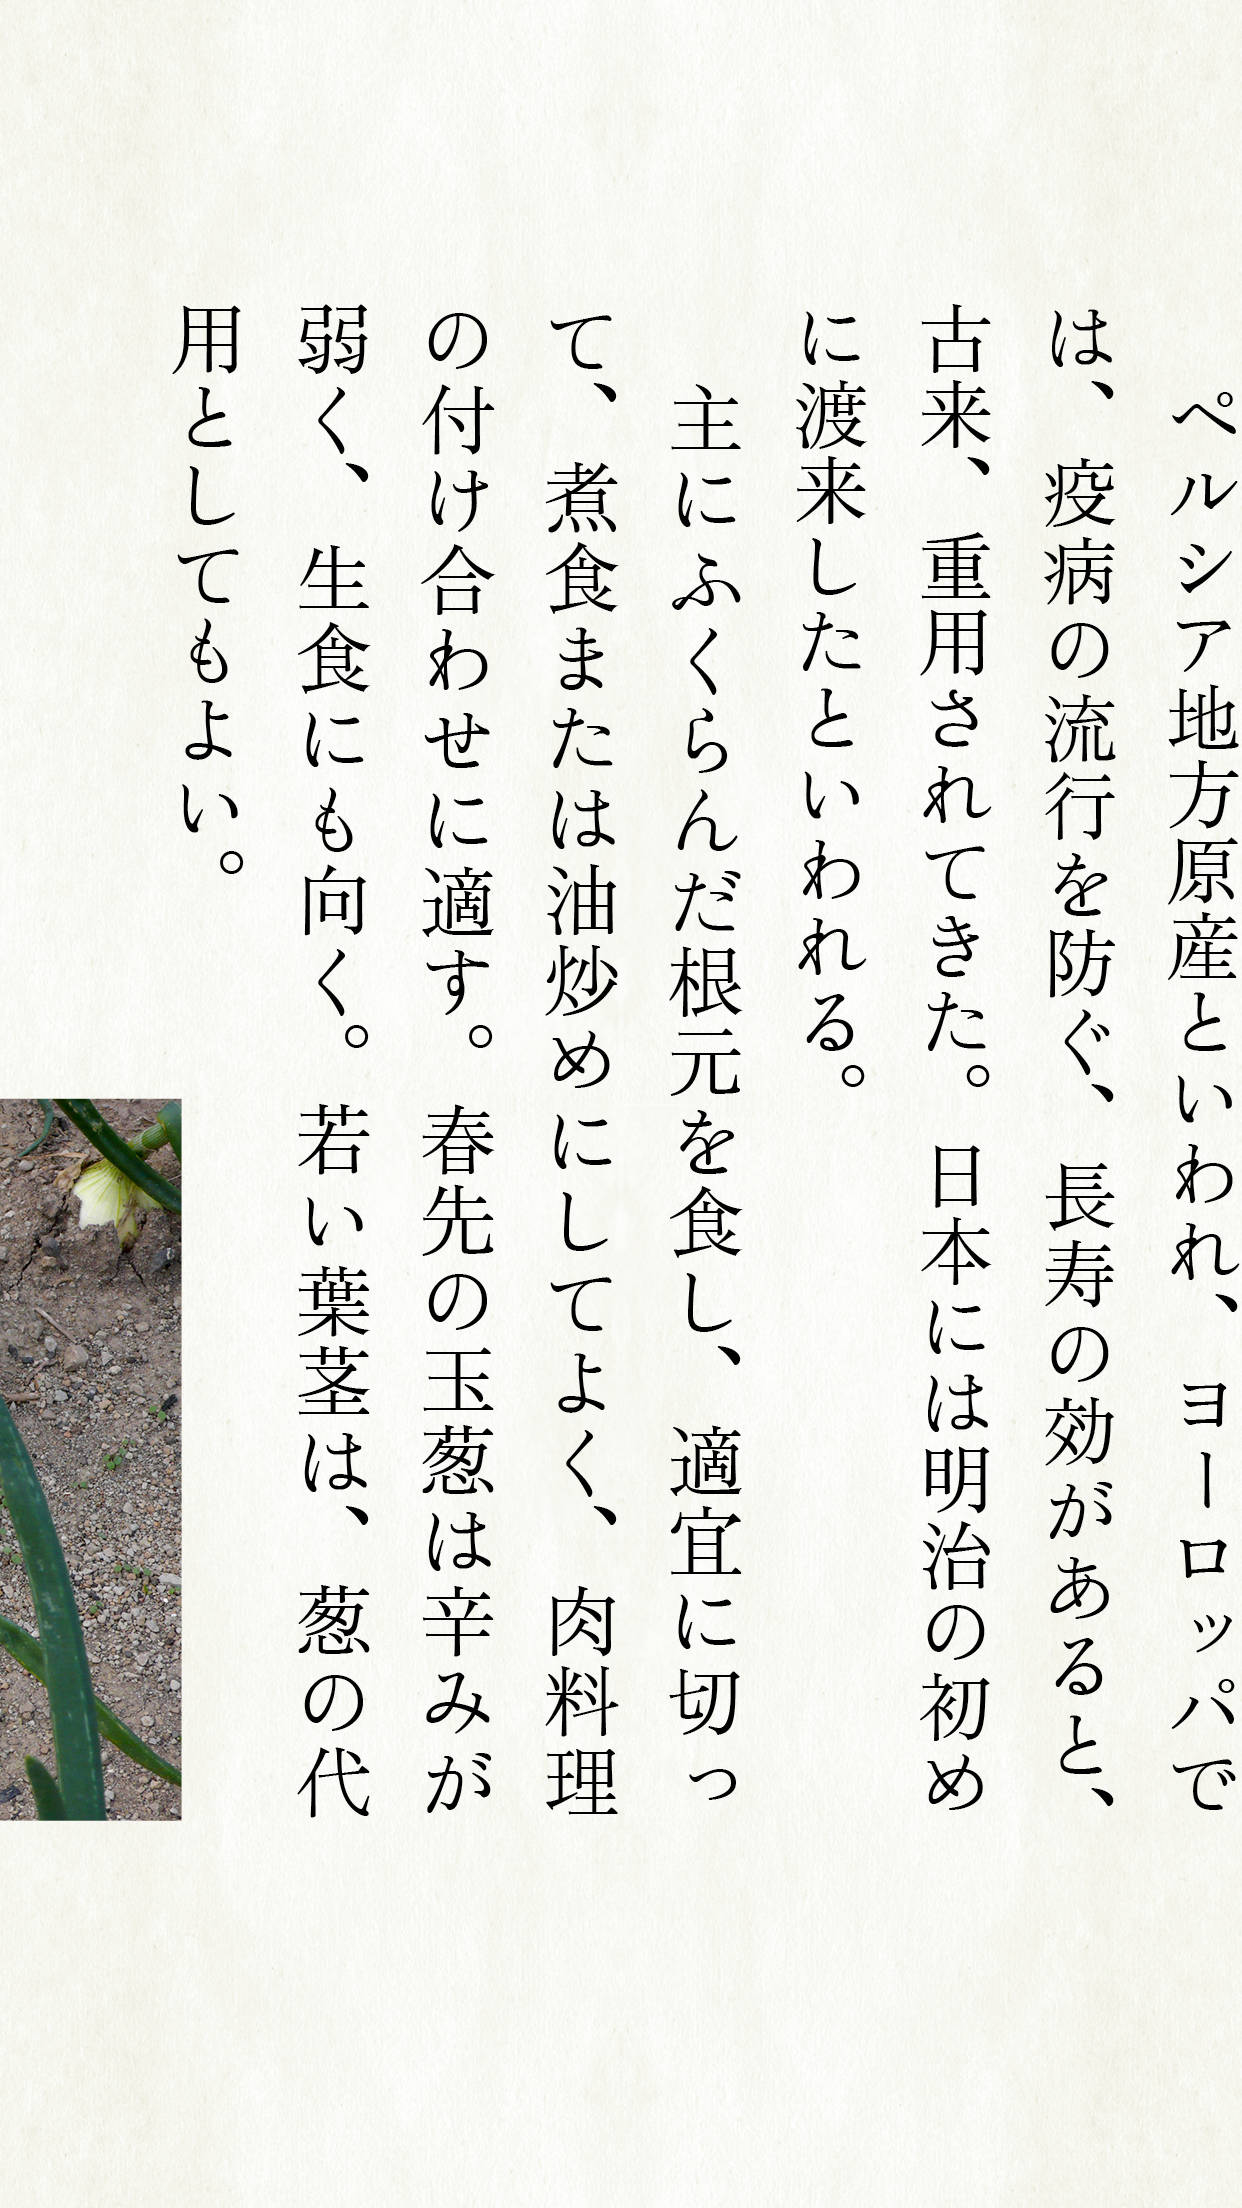 ペルシア地方原産といわれ、ヨーロッパで
は、疫病の流行を防ぐ、長寿の効があると、
古来、重用されてきた。日本には明治の初め
に渡来したといわれる。
主にふくらんだ根元を食し、適宜に切っ
て、煮食または油炒めにしてよく、肉料理
の付け合わせに適す。春先の玉葱は辛みが
弱く、生食にも向く。若い葉茎は、葱の代
用としてもよい。